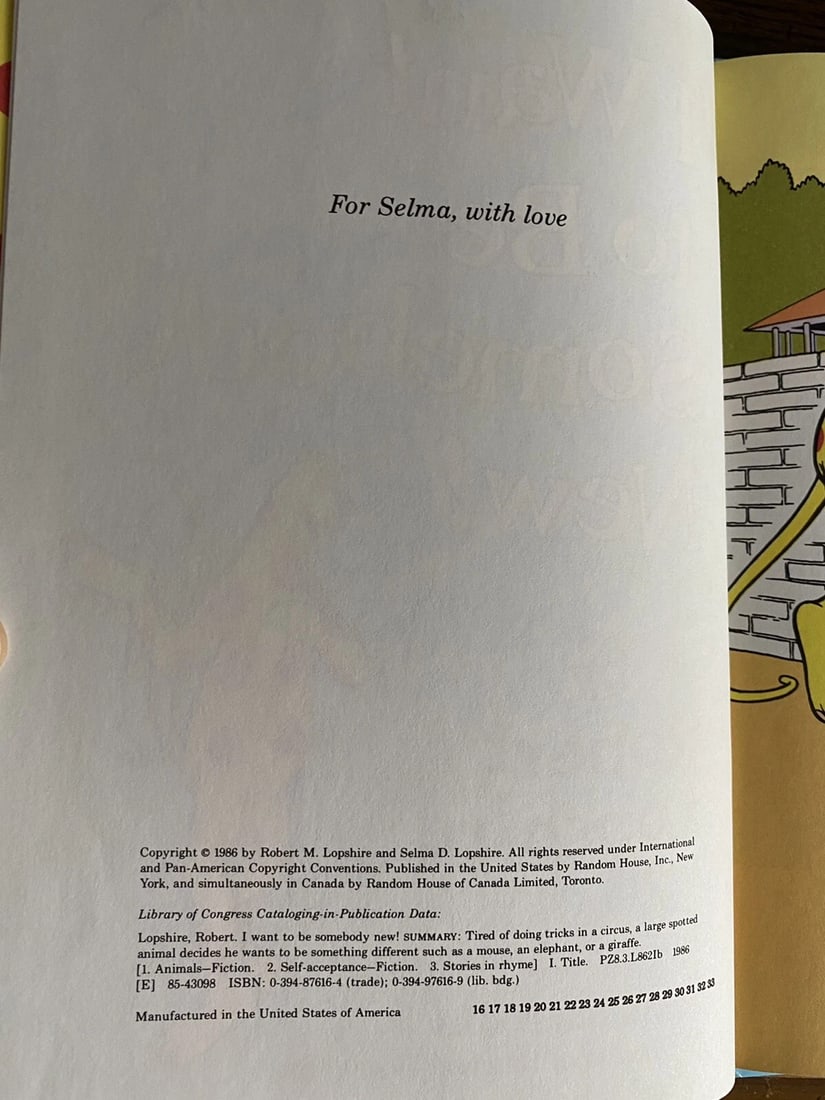 For Selma, with love
Copyright © 1986 by Robert M. Lopshire and Selma D. Lopshire. All rights reserved under International
and Pan-American Copyright Conventions. Published in the United States by Random House, Inc., New
York, and simultaneously in Canada by Random House of Canada Limited, Toronto.
Library of Congress Cataloging-in-Publication Data:
Lopshire, Robert. I want to be somebody new! SUMMARY: Tired of doing tricks in a circus, a large spotted
animal decides he wants to be something different such as a mouse, an elephant, or a giraffe.
[1. Animals—Fiction. 2. Self-acceptance—Fiction. 3. Stories in rhyme] I. Title. PZ8.3.L862Ib 1986
[E] 85-43098 ISBN: 0-394-87616-4 (trade); 0-394-97616-9 (lib. bdg.)
Manufactured in the United States of America 16 17 18 19 20 21 22 23 24 25 26 27 28 29 30 31 32 33